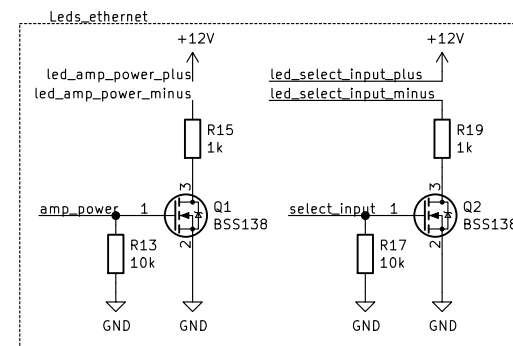 Leds_ethernet
+12V +12V
led_amp_power_plus led_select_input_plus
led_amp_power_minus led_select_input_minus
R15 R19
1k 1k
3 3
amp_power 1 Q1 select_input 1 Q2
BSS138 BSS138
R13 2 R17 2
10k 10k
GND GND GND GND